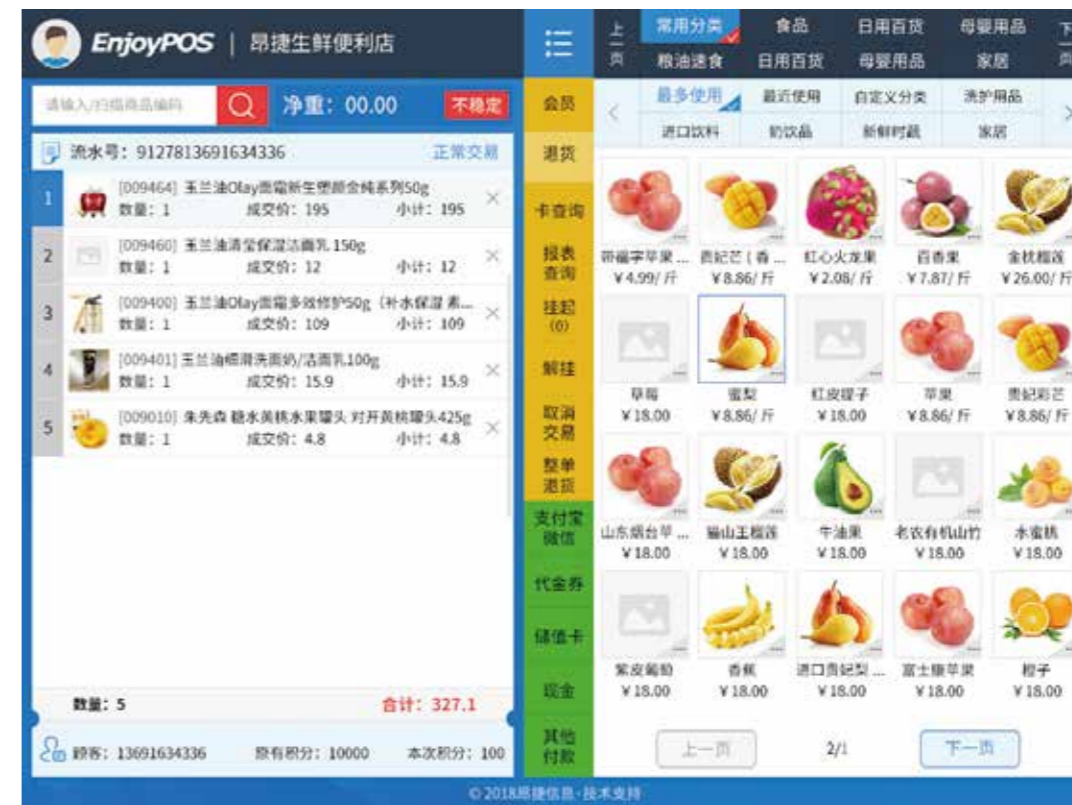 EnjoyPOS | 昂捷生鲜便利店
请输入/扫描商品编码
净重：00.00
不稳定
流水号：9127813691634336
正常交易
1
[009464] 玉兰油Olay面霜新生塑颜金纯系列50g
数量：1 成交价：195 小计：195
2
[009460] 玉兰油清莹保湿洁面乳 150g
数量：1 成交价：12 小计：12
3
[009400] 玉兰油Olay面霜多效修护50g（补水保湿 素...
数量：1 成交价：109 小计：109
4
[009401] 玉兰油细滑洗面奶/洁面乳100g
数量：1 成交价：15.9 小计：15.9
5
[009010] 朱先森 糖水黄桃水果罐头 对开黄桃罐头425g
数量：1 成交价：4.8 小计：4.8
数量：5
合计：327.1
顾客：13691634336 原有积分：10000 本次积分：100
会员
退货
卡查询
报表
查询
挂起
(0)
解挂
取消
交易
整单
退货
支付宝
微信
代金券
储值卡
现金
其他
付款
上一页
常用分类 食品 日用百货 母婴用品
粮油速食 日用百货 母婴用品 家居
下一页
最多使用 最近使用 自定义分类 洗护用品
进口饮料 奶饮品 新鲜时蔬 家居
带福字苹果 ... 贵妃芒 ( 香 ... 红心火龙果 百香果 金枕榴莲
￥4.99/ 斤 ￥8.86/ 斤 ￥2.08/ 斤 ￥7.87/ 斤 ￥26.00/ 斤
草莓 蜜梨 红皮提子 苹果 贵妃彩芒
￥18.00 ￥8.86/ 斤 ￥18.00 ￥8.86/ 斤 ￥8.86/ 斤
山东烟台苹 ... 猫山王榴莲 牛油果 老农有机山竹 水蜜桃
￥18.00 ￥18.00 ￥18.00 ￥18.00 ￥18.00
紫皮葡萄 香蕉 进口贵妃梨 ... 富士糖苹果 橙子
￥18.00 ￥18.00 ￥18.00 ￥18.00 ￥18.00
上一页 2/1 下一页
© 2018昂捷信息·技术支持